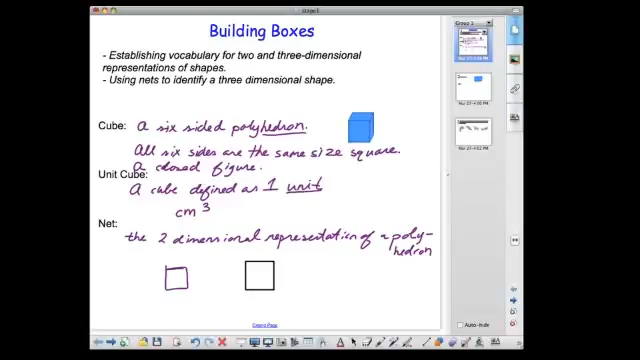 stage1
Building Boxes
- Establishing vocabulary for two and three-dimensional
representations of shapes.
- Using nets to identify a three dimensional shape.
Cube: A six sided polyhedron.
All six sides are the same size square.
A closed figure.
Unit Cube:
A cube defined as 1 unit
cm³
Net:
the 2 dimensional representation of a poly-
hedron
Group 1
Auto-hide